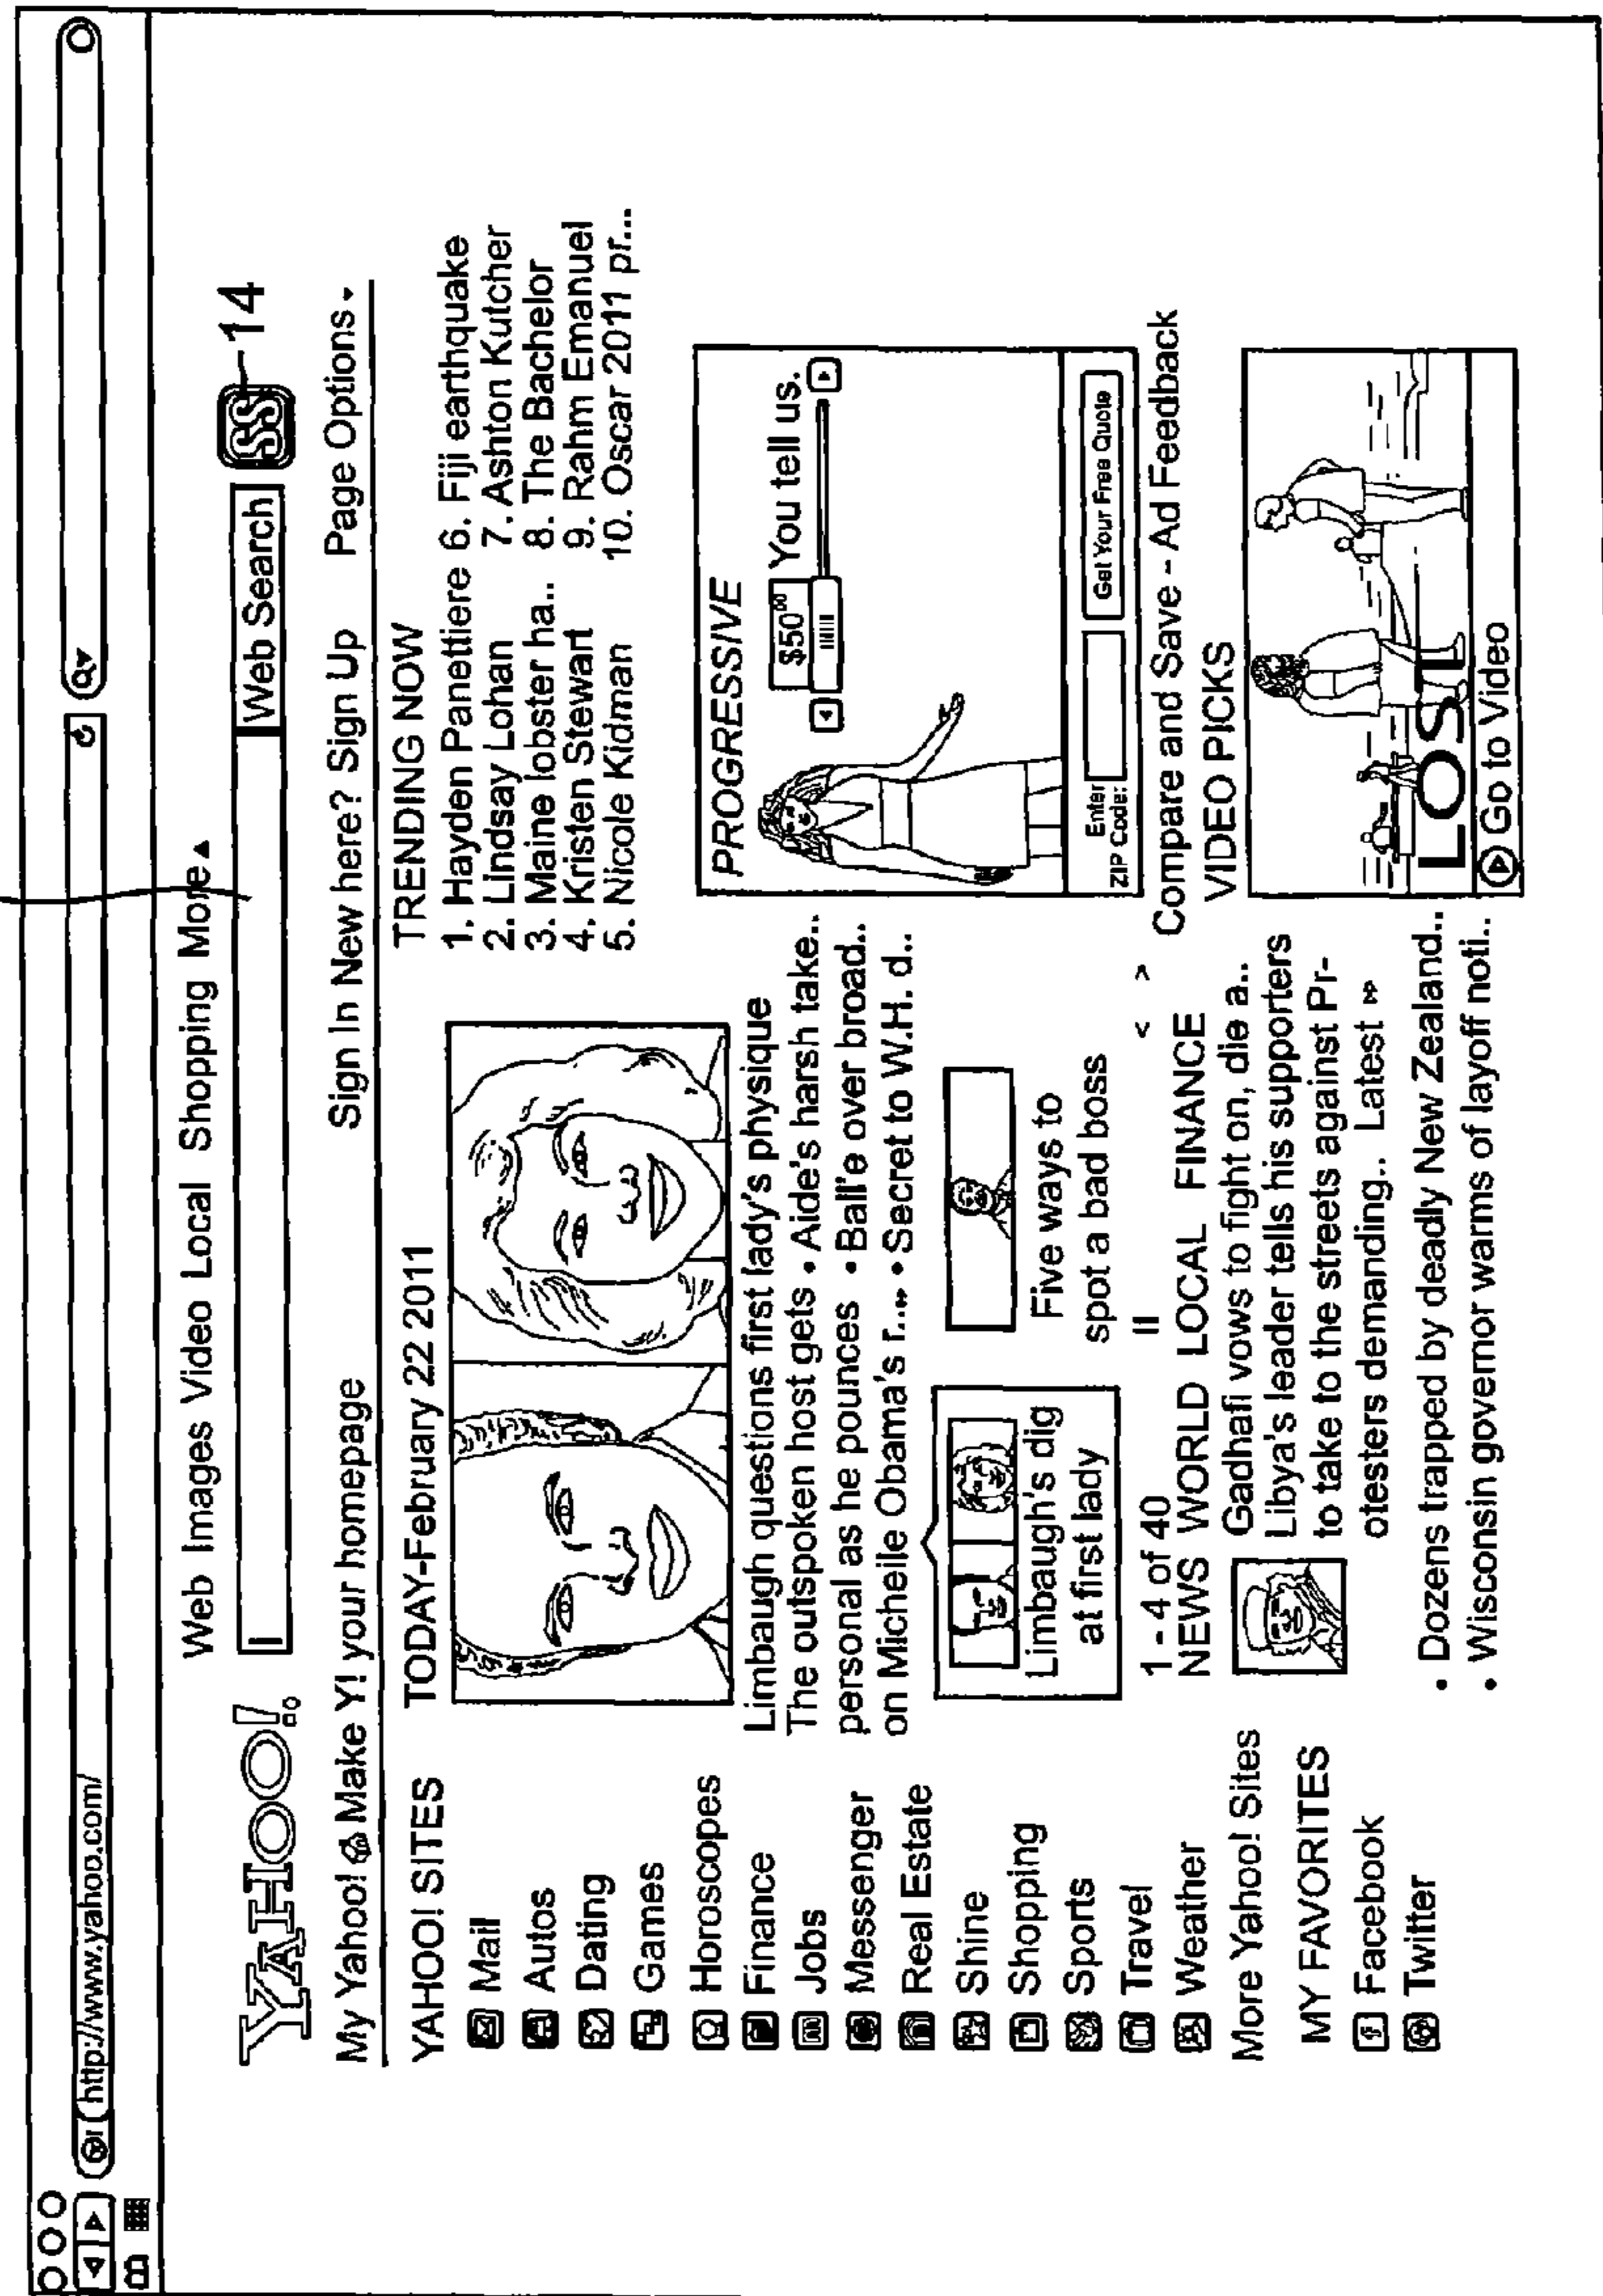 http://www.yahoo.com/
Web Images Video Local Shopping More
YAHOO!
Web Search
SS
14
My Yahoo! Make Y! your homepage
Sign In New here? Sign Up Page Options
YAHOO! SITES
Mail
Autos
Dating
Games
Horoscopes
Finance
Jobs
Messenger
Real Estate
Shine
Shopping
Sports
Travel
Weather
More Yahoo! Sites
MY FAVORITES
Facebook
Twitter
TODAY-February 22 2011
Limbaugh questions first lady's physique
The outspoken host gets • Aide's harsh take..
personal as he pounces • Ball'e over broad..
on Michelle Obama's r... • Secret to W.H. d..
Limbaugh's dig
at first lady
Five ways to
spot a bad boss
1 - 4 of 40 II < >
NEWS WORLD LOCAL FINANCE
Gadhafi vows to fight on, die a..
Libya's leader tells his supporters
to take to the streets against Pr-
otesters demanding.. Latest »
• Dozens trapped by deadly New Zealand..
• Wisconsin governor warns of layoff noti..
TRENDING NOW
1. Hayden Panettiere 6. Fiji earthquake
2. Lindsay Lohan 7. Ashton Kutcher
3. Maine lobster ha.. 8. The Bachelor
4. Kristen Stewart 9. Rahm Emanuel
5. Nicole Kidman 10. Oscar 2011 pr...
PROGRESSIVE
$50.00 You tell us.
Enter
ZIP Code:
Get Your Free Quote
Compare and Save - Ad Feedback
VIDEO PICKS
LOST
Go to Video